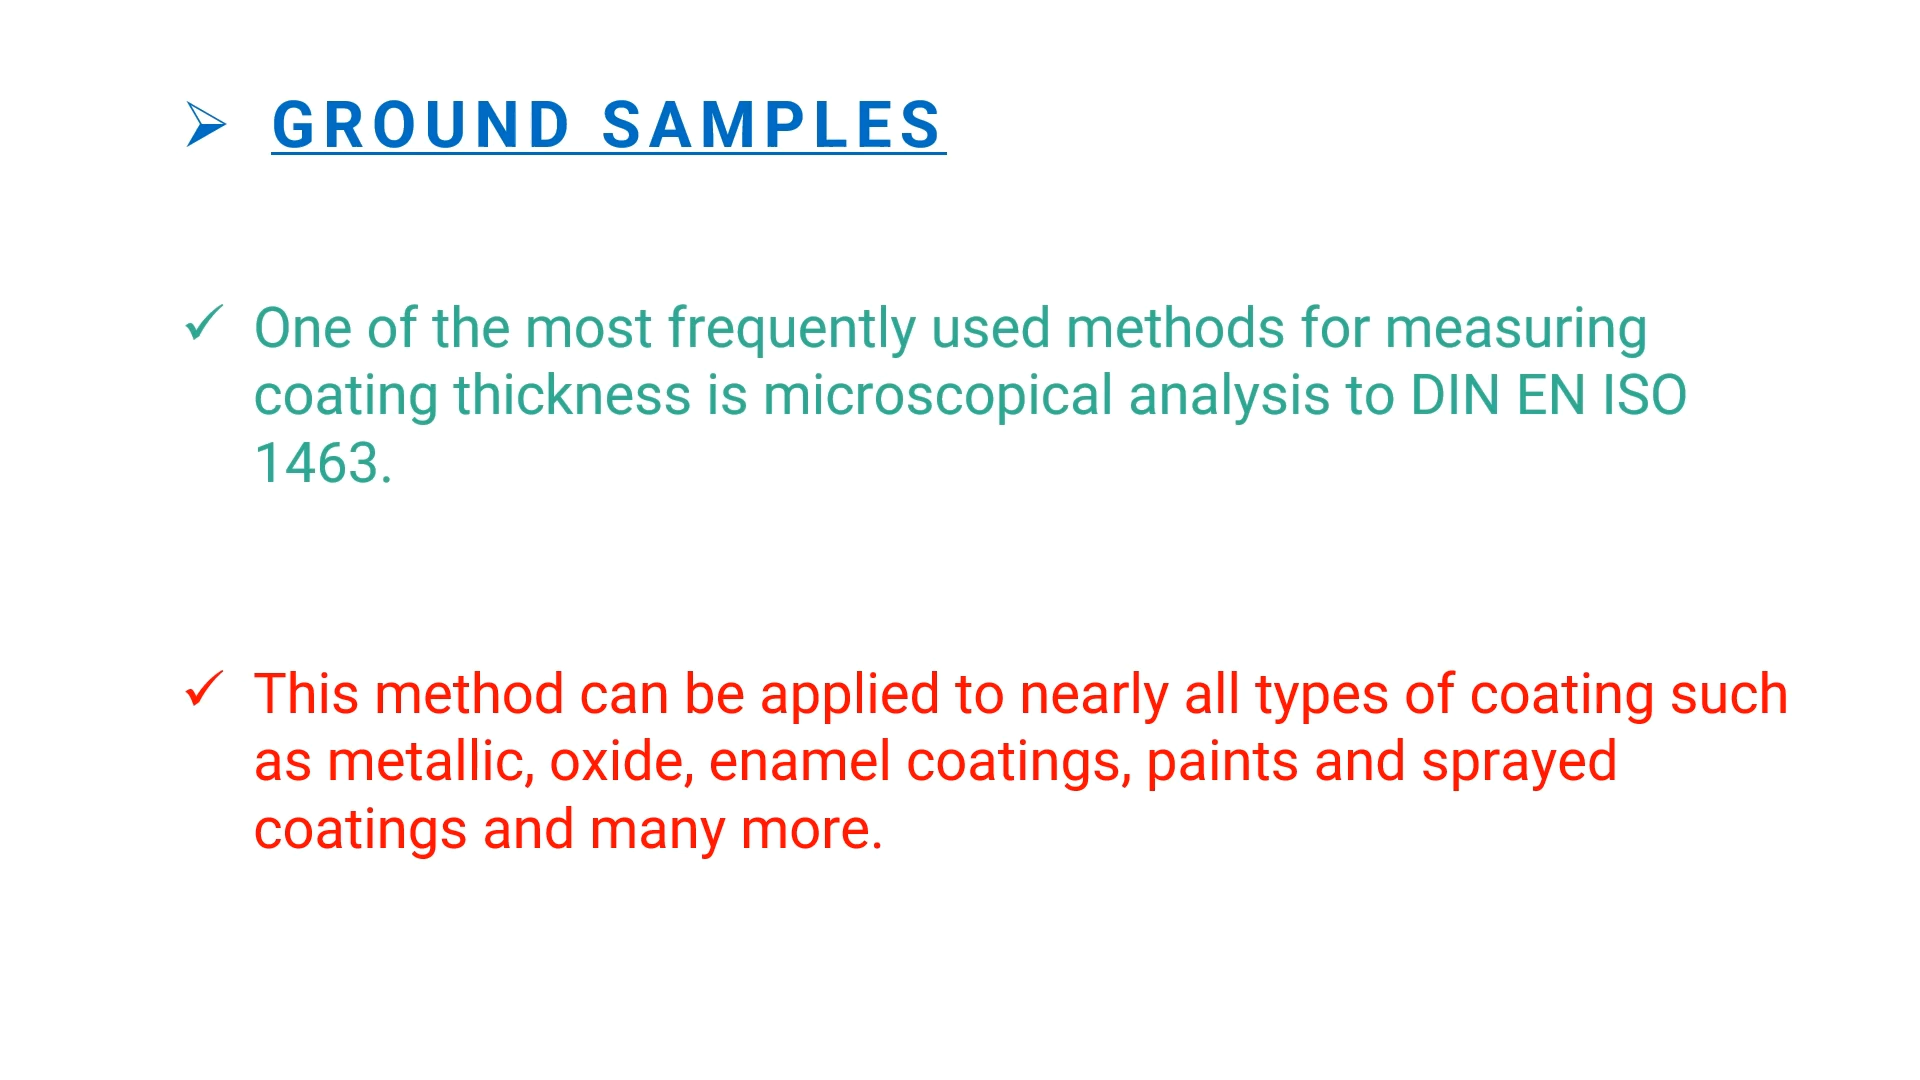 ➢ GROUND SAMPLES
✓ One of the most frequently used methods for measuring
coating thickness is microscopical analysis to DIN EN ISO
1463.
✓ This method can be applied to nearly all types of coating such
as metallic, oxide, enamel coatings, paints and sprayed
coatings and many more.